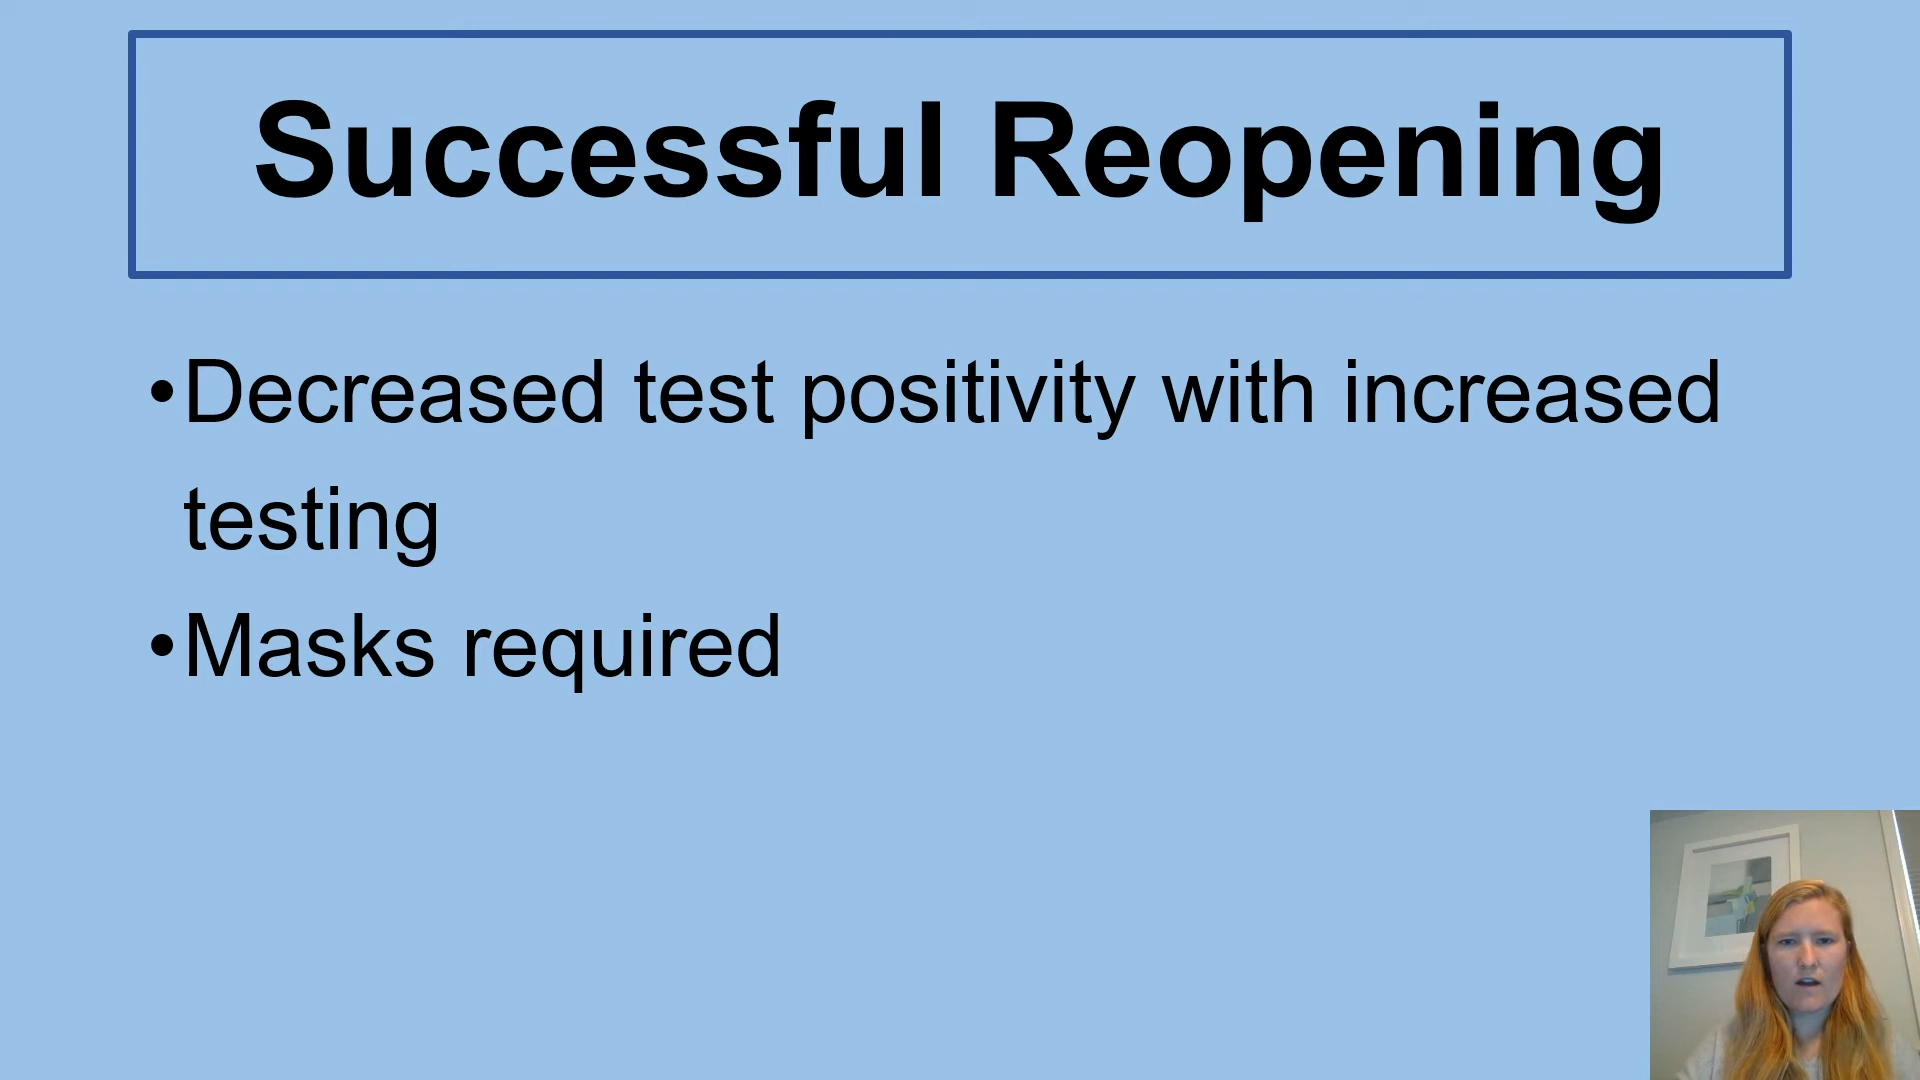 Successful Reopening
•Decreased test positivity with increased
testing
•Masks required